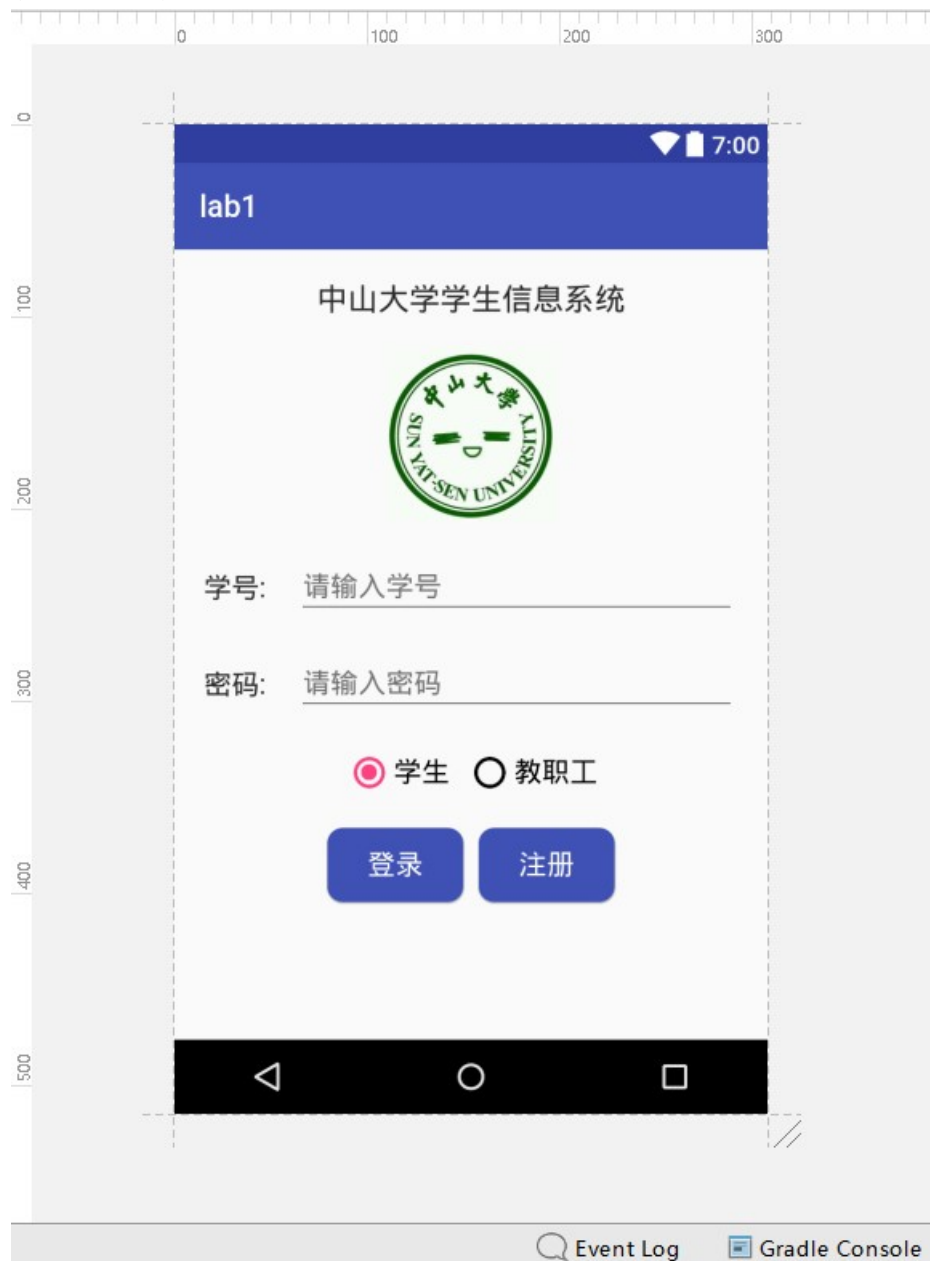 0 100 200 300
0
100
200
300
400
500
7:00
lab1
中山大学学生信息系统
中山大學
SUN YAT-SEN UNIVERSITY
学号: 请输入学号
密码: 请输入密码
学生 教职工
登录 注册
Event Log Gradle Console